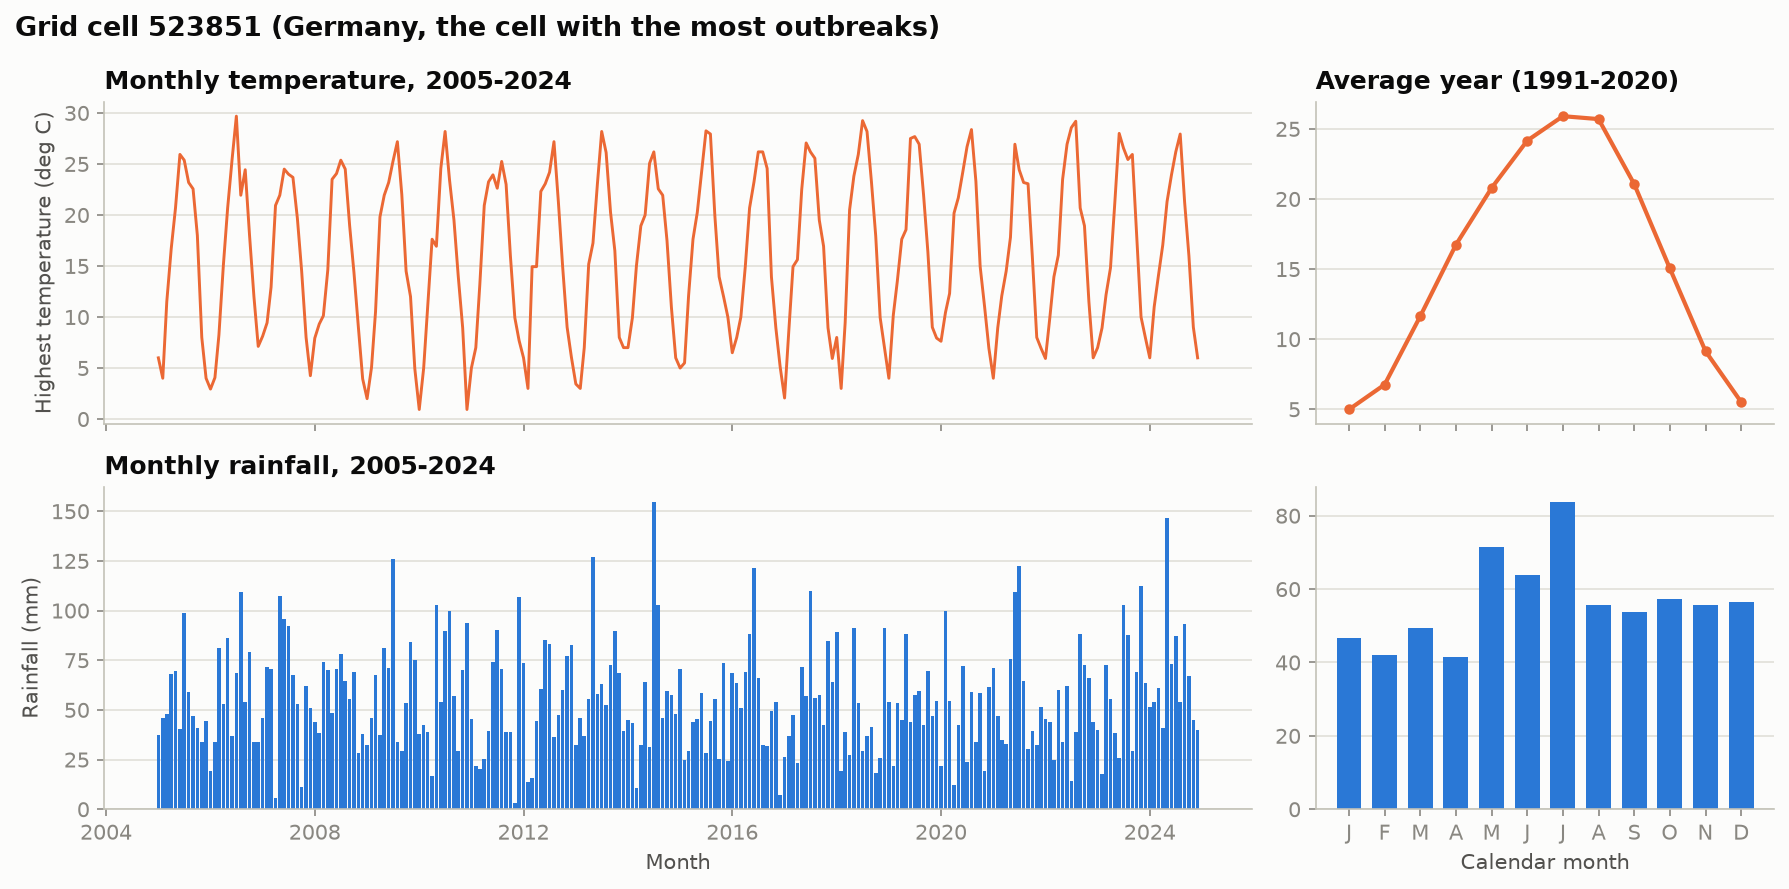 Grid cell 523851 (Germany, the cell with the most outbreaks)
Monthly temperature, 2005-2024
Highest temperature (deg C)
30
25
20
15
10
5
0
Average year (1991-2020)
25
20
15
10
5
Monthly rainfall, 2005-2024
Rainfall (mm)
150
125
100
75
50
25
0
2004 2008 2012 2016 2020 2024
Month
80
60
40
20
0
J F M A M J J A S O N D
Calendar month